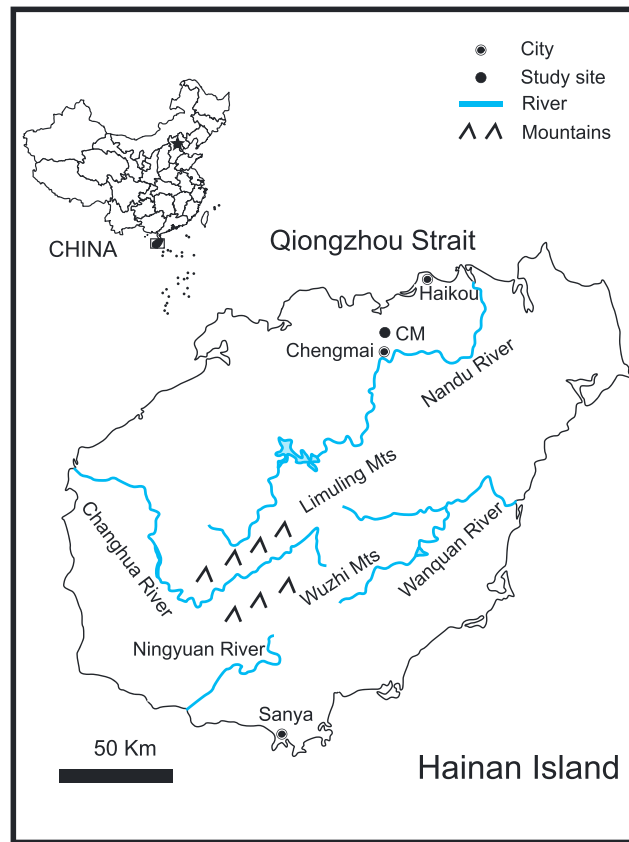 City
Study site
River
Mountains
CHINA
Qiongzhou Strait
Haikou
CM
Chengmai
Nandu River
Limuling Mts
Changhua River
Wuzhi Mts
Wanquan River
Ningyuan River
Sanya
50 Km
Hainan Island